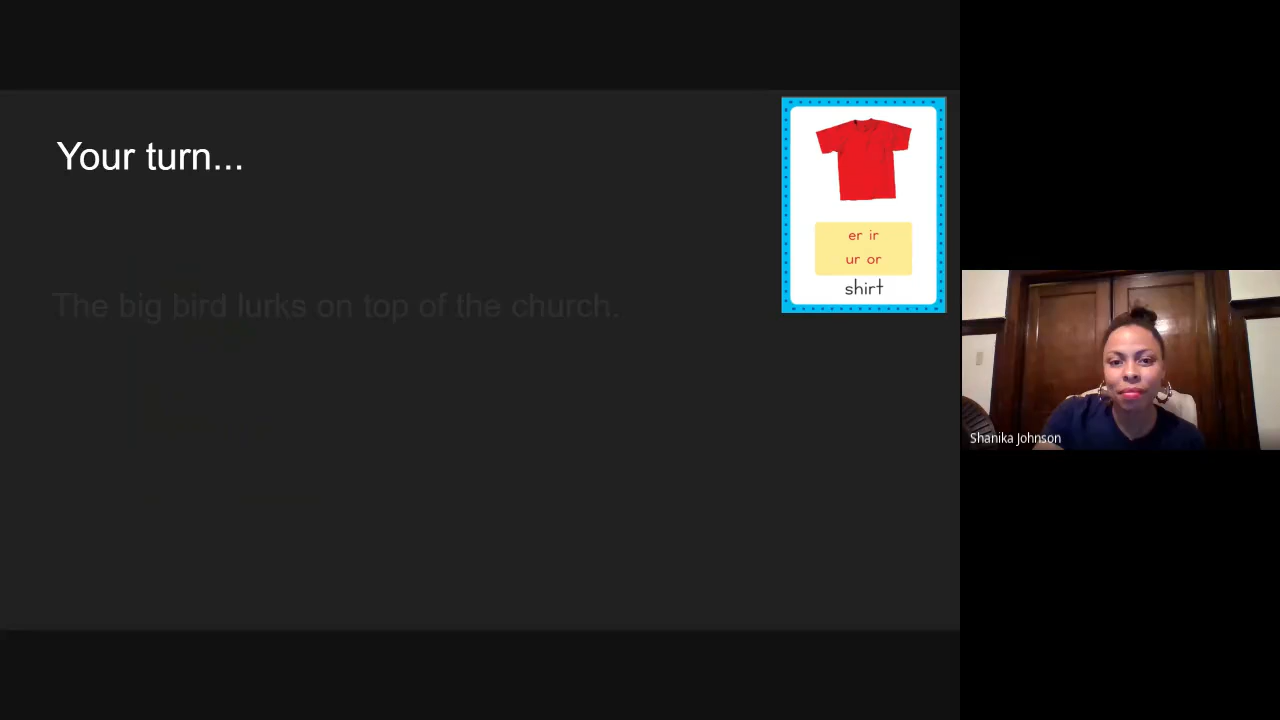 Your turn...
The big bird lurks on top of the church.
er ir
ur or
shirt
Shanika Johnson